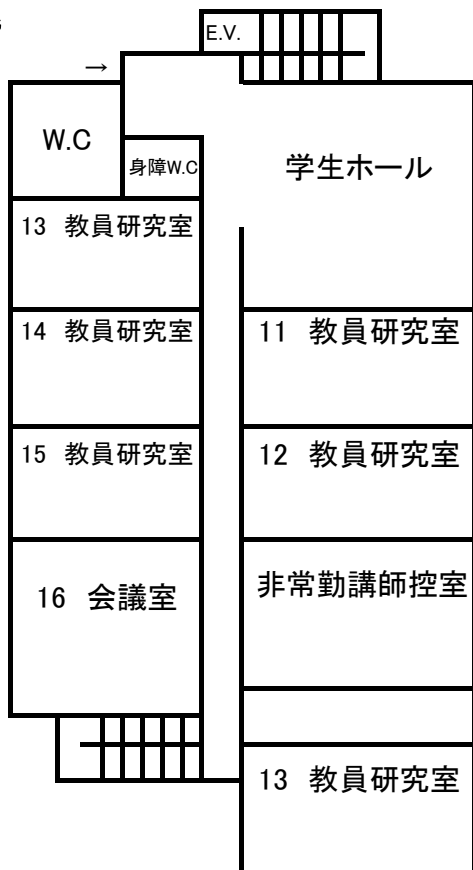 E.V.
→
W.C
身障W.C
学生ホール
13 教員研究室
14 教員研究室
11 教員研究室
15 教員研究室
12 教員研究室
16 会議室
非常勤講師控室
13 教員研究室